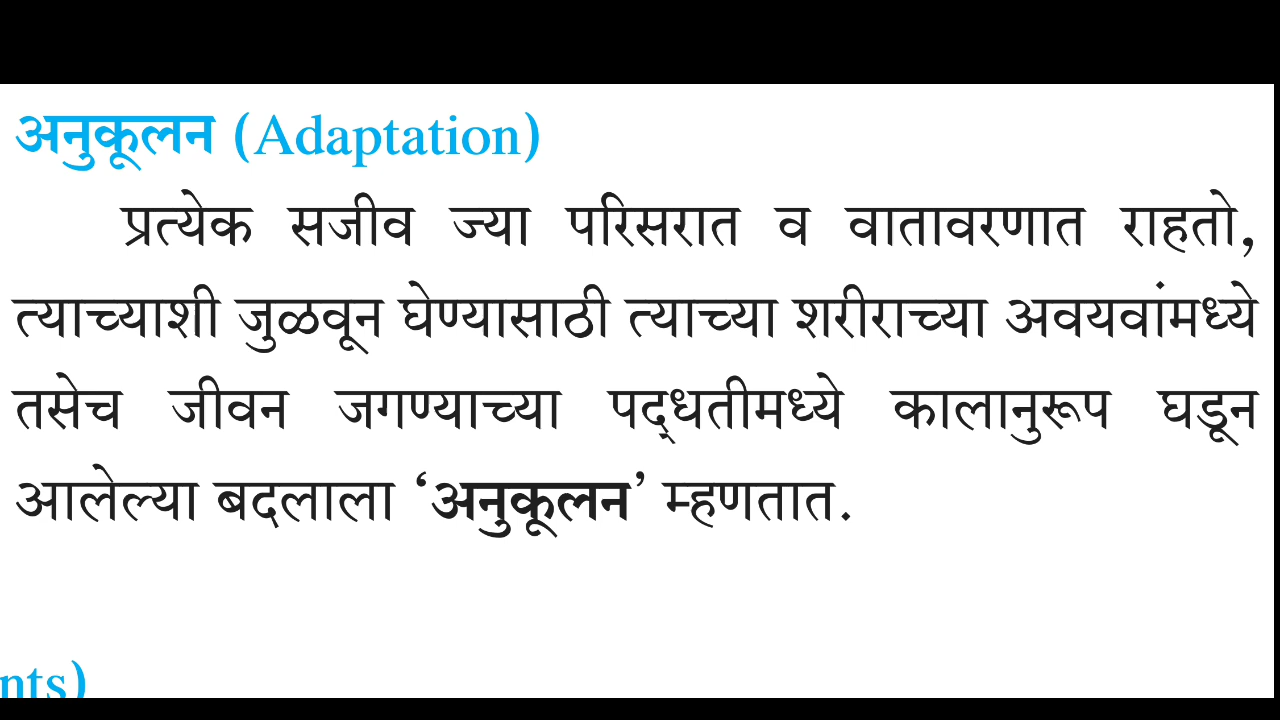 अनुकूलन (Adaptation)
प्रत्येक सजीव ज्या परिसरात व वातावरणात राहतो,
त्याच्याशी जुळवून घेण्यासाठी त्याच्या शरीराच्या अवयवांमध्ये
तसेच जीवन जगण्याच्या पद्‌धतीमध्ये कालानुरूप घडून
आलेल्या बदलाला ‘अनुकूलन’ म्हणतात.
nts)